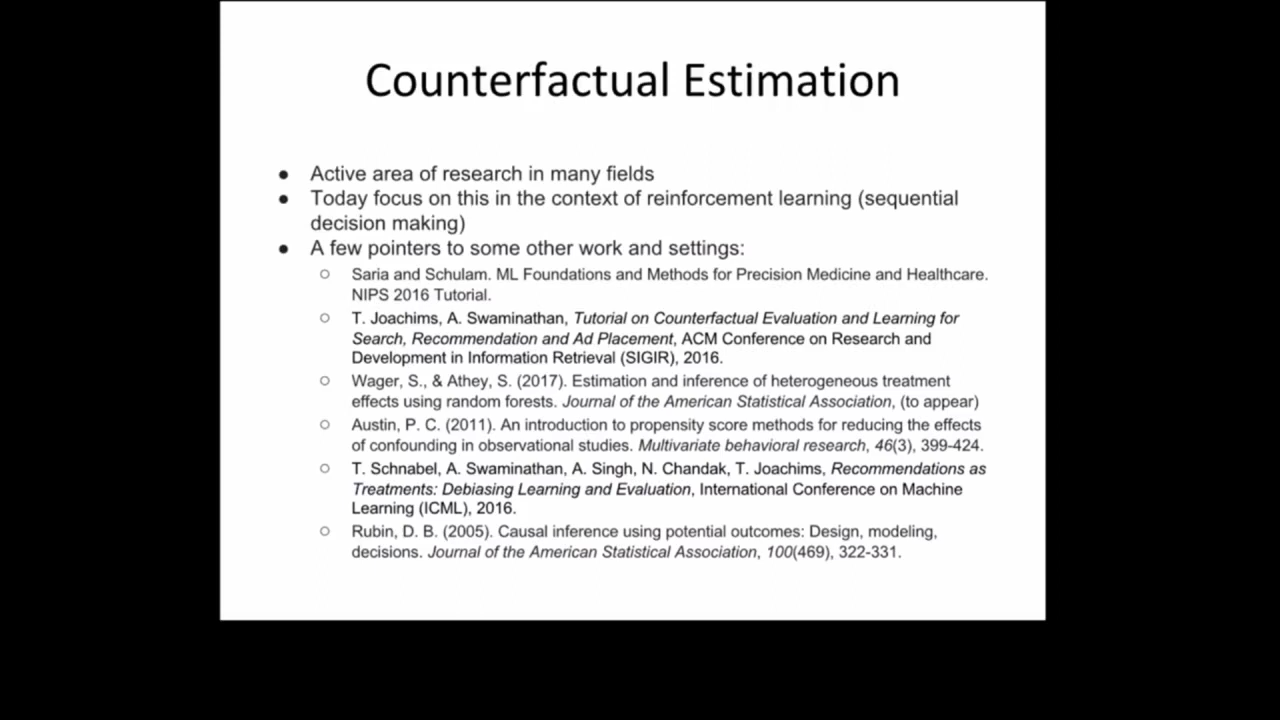 Counterfactual Estimation
● Active area of research in many fields
● Today focus on this in the context of reinforcement learning (sequential
decision making)
● A few pointers to some other work and settings:
○ Saria and Schulam. ML Foundations and Methods for Precision Medicine and Healthcare.
NIPS 2016 Tutorial.
○ T. Joachims, A. Swaminathan, Tutorial on Counterfactual Evaluation and Learning for
Search, Recommendation and Ad Placement, ACM Conference on Research and
Development in Information Retrieval (SIGIR), 2016.
○ Wager, S., & Athey, S. (2017). Estimation and inference of heterogeneous treatment
effects using random forests. Journal of the American Statistical Association, (to appear)
○ Austin, P. C. (2011). An introduction to propensity score methods for reducing the effects
of confounding in observational studies. Multivariate behavioral research, 46(3), 399-424.
○ T. Schnabel, A. Swaminathan, A. Singh, N. Chandak, T. Joachims, Recommendations as
Treatments: Debiasing Learning and Evaluation, International Conference on Machine
Learning (ICML), 2016.
○ Rubin, D. B. (2005). Causal inference using potential outcomes: Design, modeling,
decisions. Journal of the American Statistical Association, 100(469), 322-331.